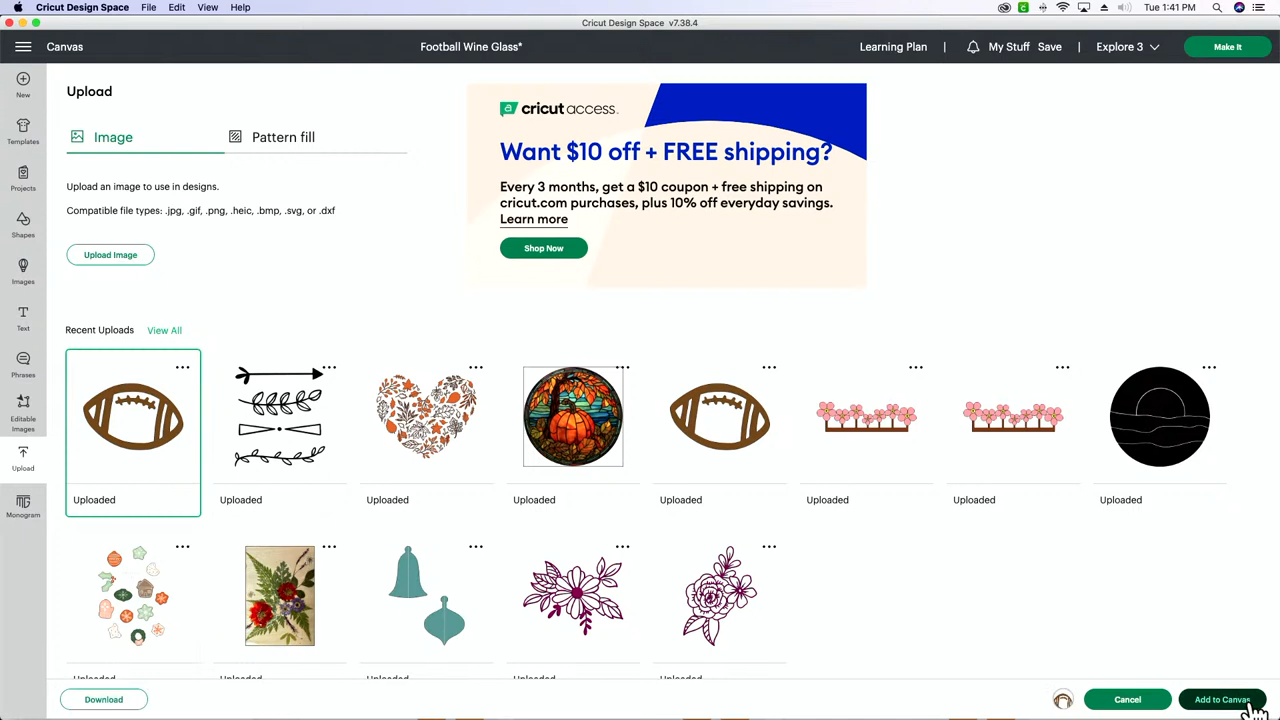 Cricut Design Space File Edit View Help
Tue 1:41 PM
Cricut Design Space v7.38.4
Canvas
Football Wine Glass*
Learning Plan | My Stuff Save | Explore 3
Make It
New
Templates
Projects
Shapes
Images
Text
Phrases
Editable
Images
Upload
Monogram
Upload
Image
Pattern fill
Upload an image to use in designs.
Compatible file types: .jpg, .gif, .png, .heic, .bmp, .svg, or .dxf
Upload Image
a cricut access.
Want $10 off + FREE shipping?
Every 3 months, get a $10 coupon + free shipping on
cricut.com purchases, plus 10% off everyday savings.
Learn more
Shop Now
Recent Uploads View All
Uploaded Uploaded Uploaded Uploaded Uploaded Uploaded Uploaded Uploaded
Download
Cancel
Add to Canvas